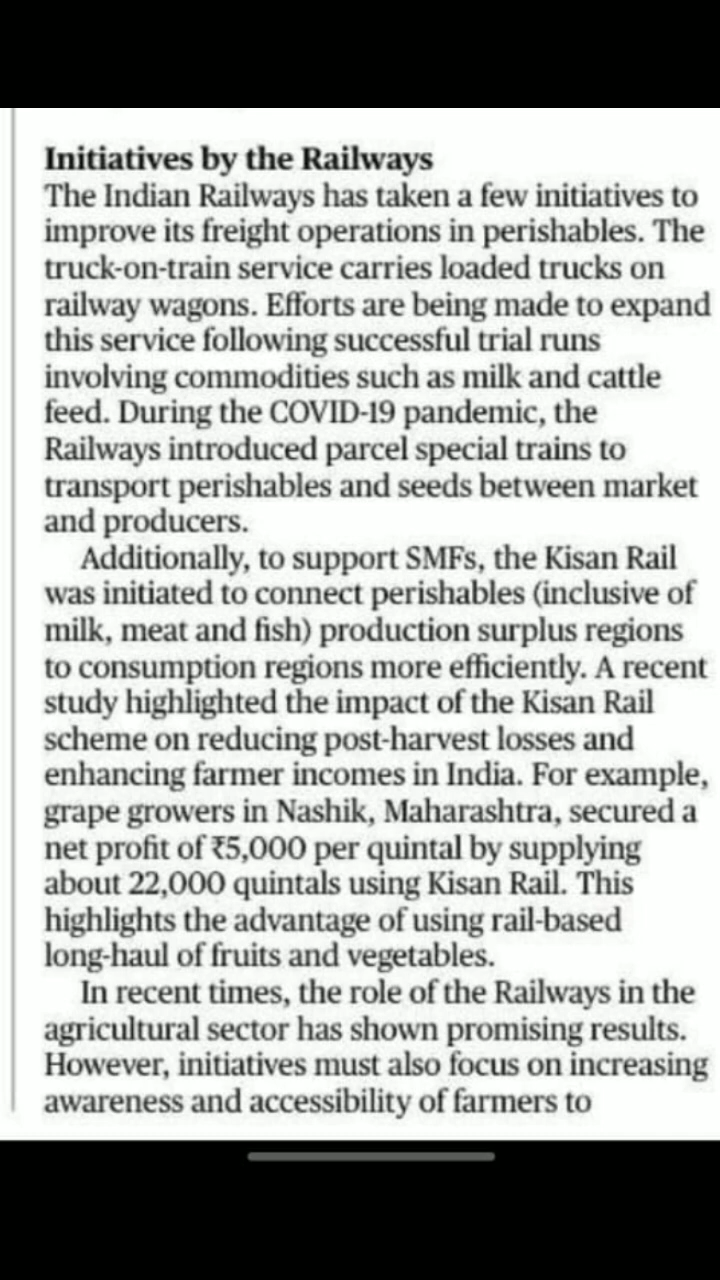 Initiatives by the Railways
The Indian Railways has taken a few initiatives to
improve its freight operations in perishables. The
truck-on-train service carries loaded trucks on
railway wagons. Efforts are being made to expand
this service following successful trial runs
involving commodities such as milk and cattle
feed. During the COVID-19 pandemic, the
Railways introduced parcel special trains to
transport perishables and seeds between market
and producers.
Additionally, to support SMFs, the Kisan Rail
was initiated to connect perishables (inclusive of
milk, meat and fish) production surplus regions
to consumption regions more efficiently. A recent
study highlighted the impact of the Kisan Rail
scheme on reducing post-harvest losses and
enhancing farmer incomes in India. For example,
grape growers in Nashik, Maharashtra, secured a
net profit of ₹5,000 per quintal by supplying
about 22,000 quintals using Kisan Rail. This
highlights the advantage of using rail-based
long-haul of fruits and vegetables.
In recent times, the role of the Railways in the
agricultural sector has shown promising results.
However, initiatives must also focus on increasing
awareness and accessibility of farmers to